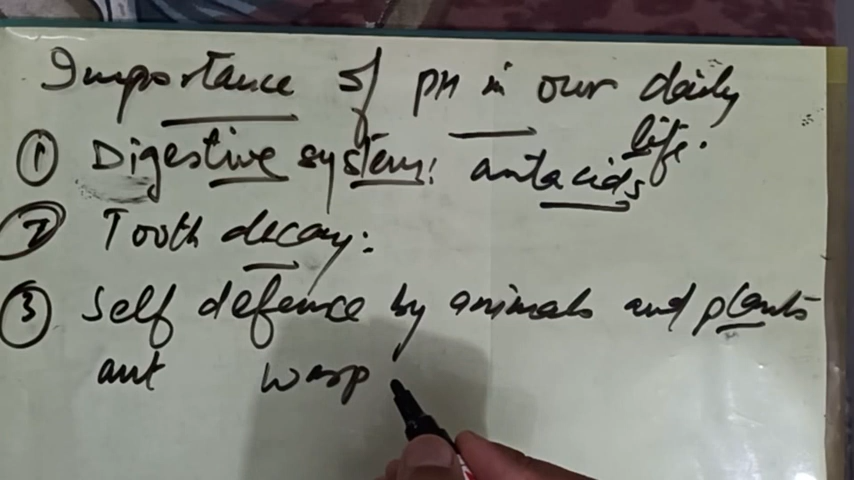 Importance of pH in our daily life.
① Digestive system: antacids
② Tooth decay:
③ Self defence by animals and plants
ant wasp